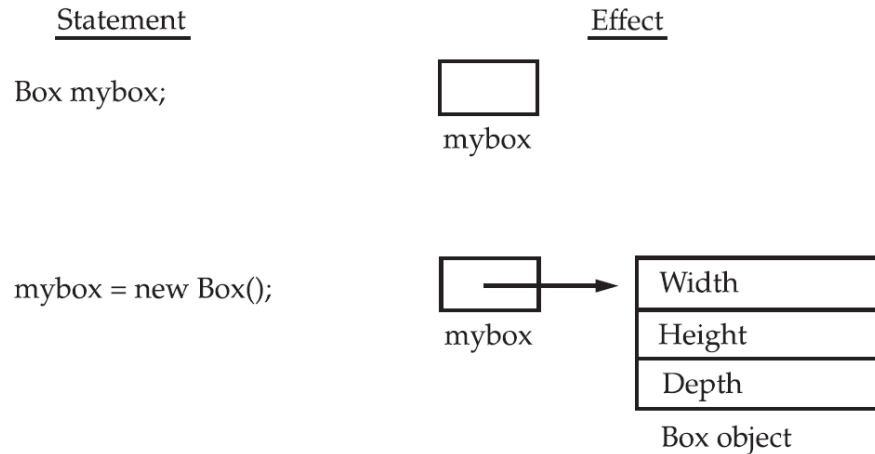 Statement
Effect
Box mybox;
mybox
mybox = new Box();
mybox
Width
Height
Depth
Box object